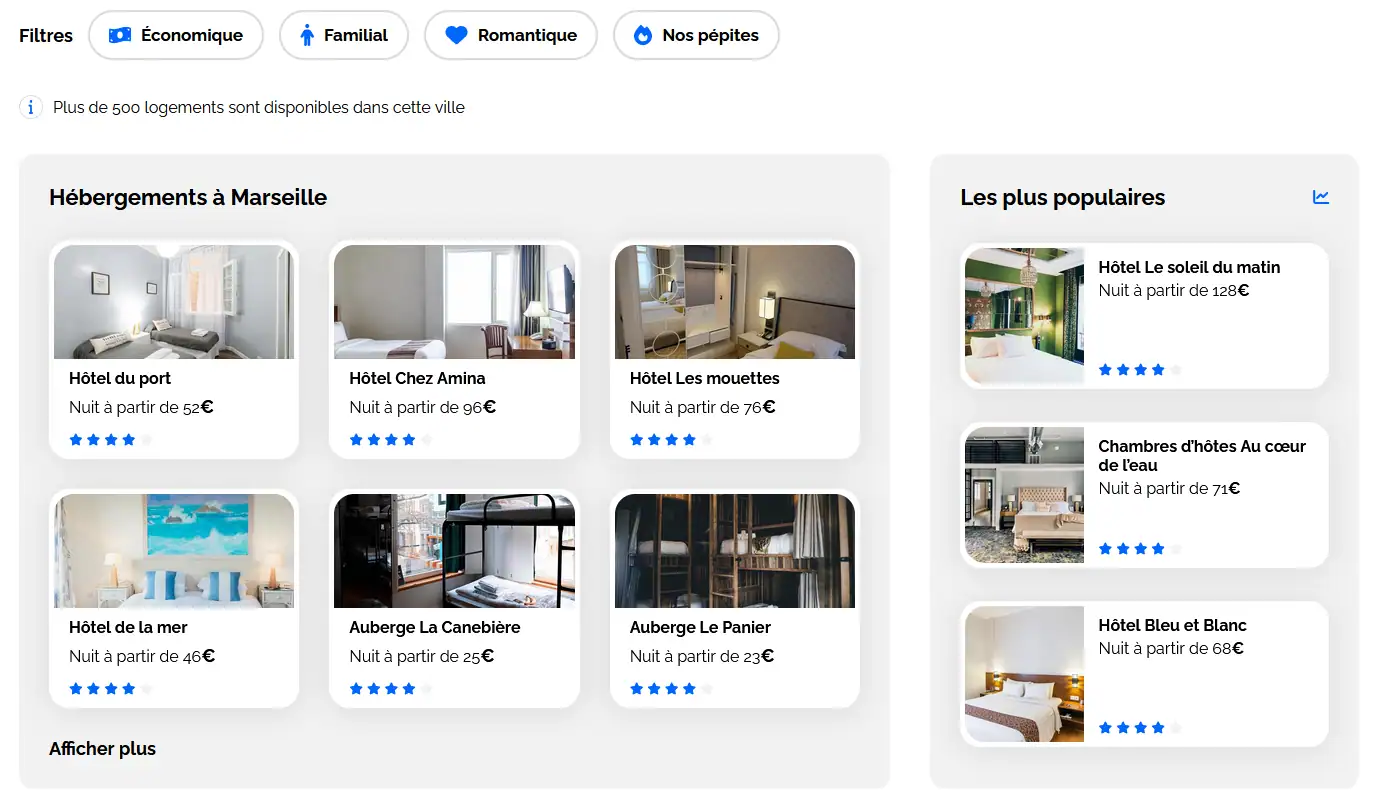 Filtres
Économique
Familial
Romantique
Nos pépites
Plus de 500 logements sont disponibles dans cette ville
Hébergements à Marseille
Hôtel du port
Nuit à partir de 52€
Hôtel Chez Amina
Nuit à partir de 96€
Hôtel Les mouettes
Nuit à partir de 76€
Hôtel de la mer
Nuit à partir de 46€
Auberge La Canebière
Nuit à partir de 25€
Auberge Le Panier
Nuit à partir de 23€
Afficher plus
Les plus populaires
Hôtel Le soleil du matin
Nuit à partir de 128€
Chambres d’hôtes Au cœur
de l’eau
Nuit à partir de 71€
Hôtel Bleu et Blanc
Nuit à partir de 68€